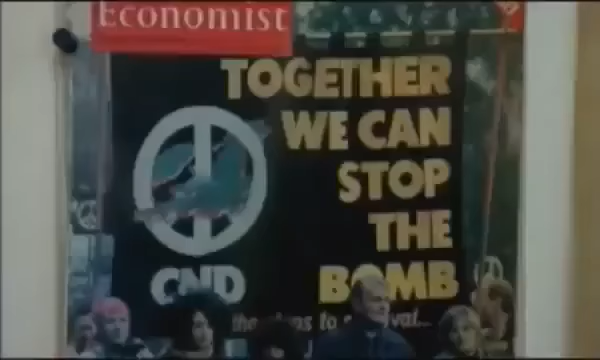 Economist
TOGETHER
WE CAN
STOP
THE
BOMB
CND